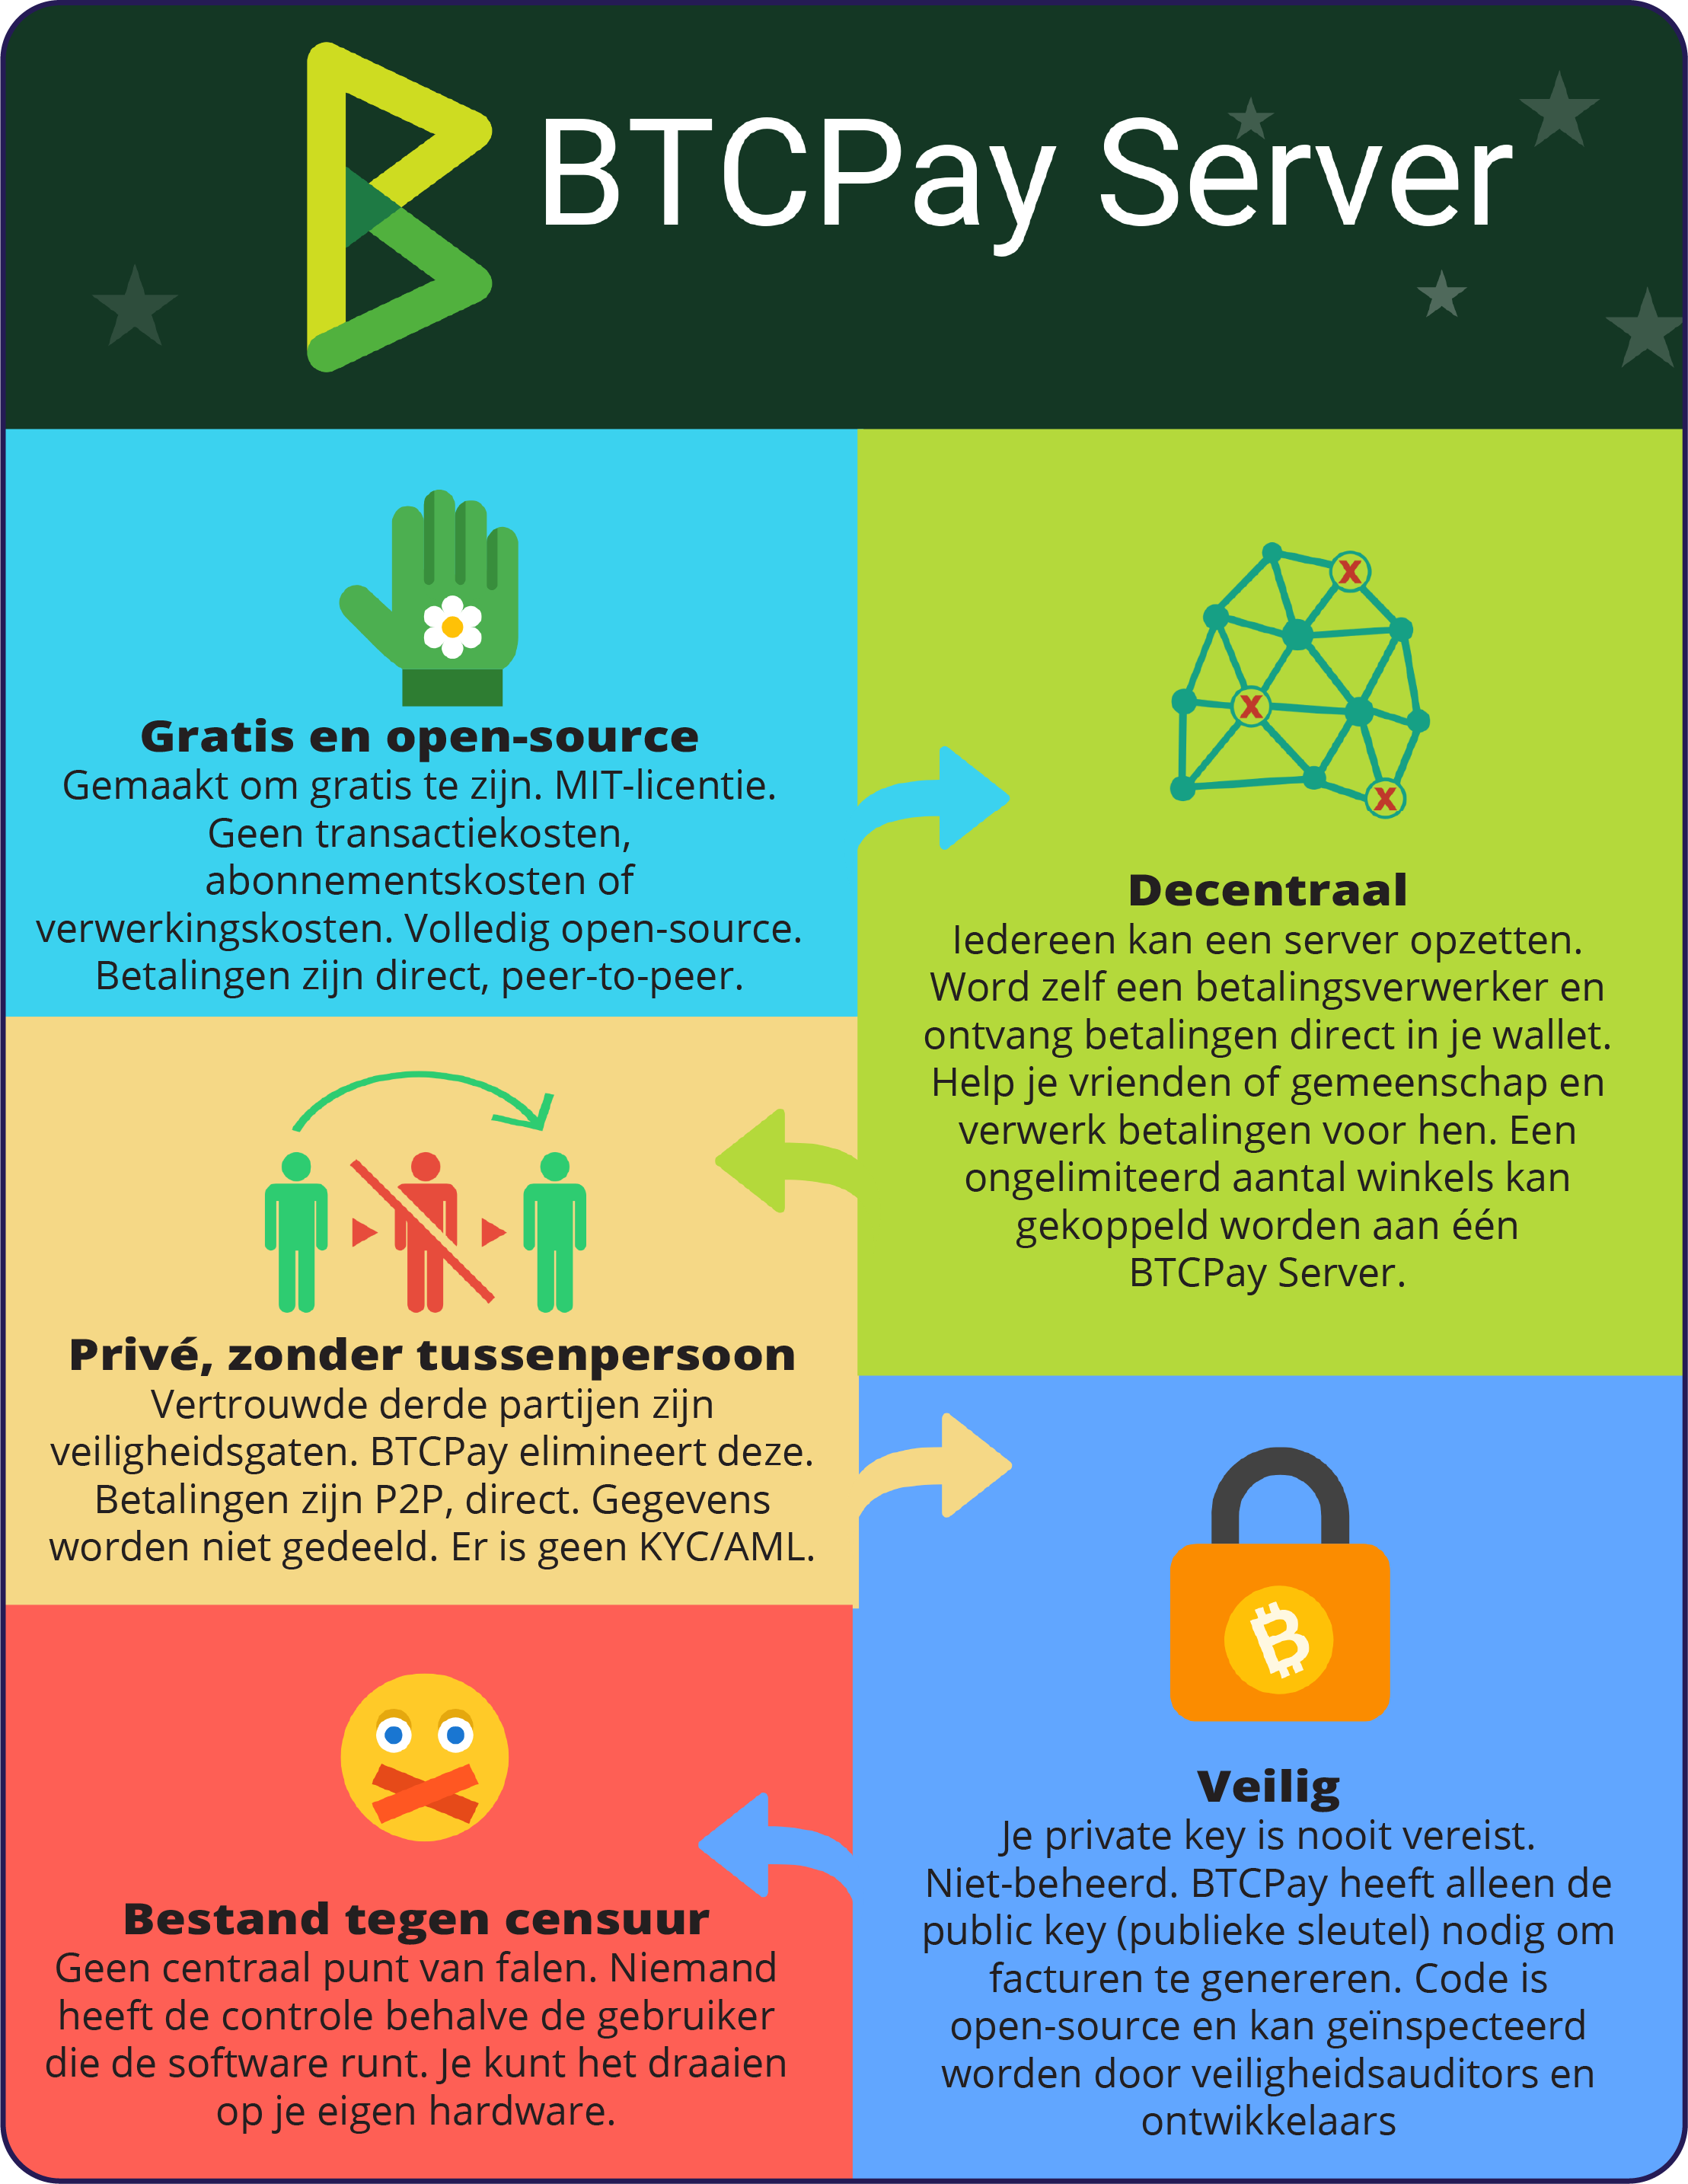 BTCPay Server
Gratis en open-source
Gemaakt om gratis te zijn. MIT-licentie.
Geen transactiekosten,
abonnementskosten of
verwerkingskosten. Volledig open-source.
Betalingen zijn direct, peer-to-peer.
X
X
X
Decentraal
Iedereen kan een server opzetten.
Word zelf een betalingsverwerker en
ontvang betalingen direct in je wallet.
Help je vrienden of gemeenschap en
verwerk betalingen voor hen. Een
ongelimiteerd aantal winkels kan
gekoppeld worden aan één
BTCPay Server.
Privé, zonder tussenpersoon
Vertrouwde derde partijen zijn
veiligheidsgaten. BTCPay elimineert deze.
Betalingen zijn P2P, direct. Gegevens
worden niet gedeeld. Er is geen KYC/AML.
Veilig
Je private key is nooit vereist.
Niet-beheerd. BTCPay heeft alleen de
public key (publieke sleutel) nodig om
facturen te genereren. Code is
open-source en kan geïnspecteerd
worden door veiligheidsauditors en
ontwikkelaars
Bestand tegen censuur
Geen centraal punt van falen. Niemand
heeft de controle behalve de gebruiker
die de software runt. Je kunt het draaien
op je eigen hardware.